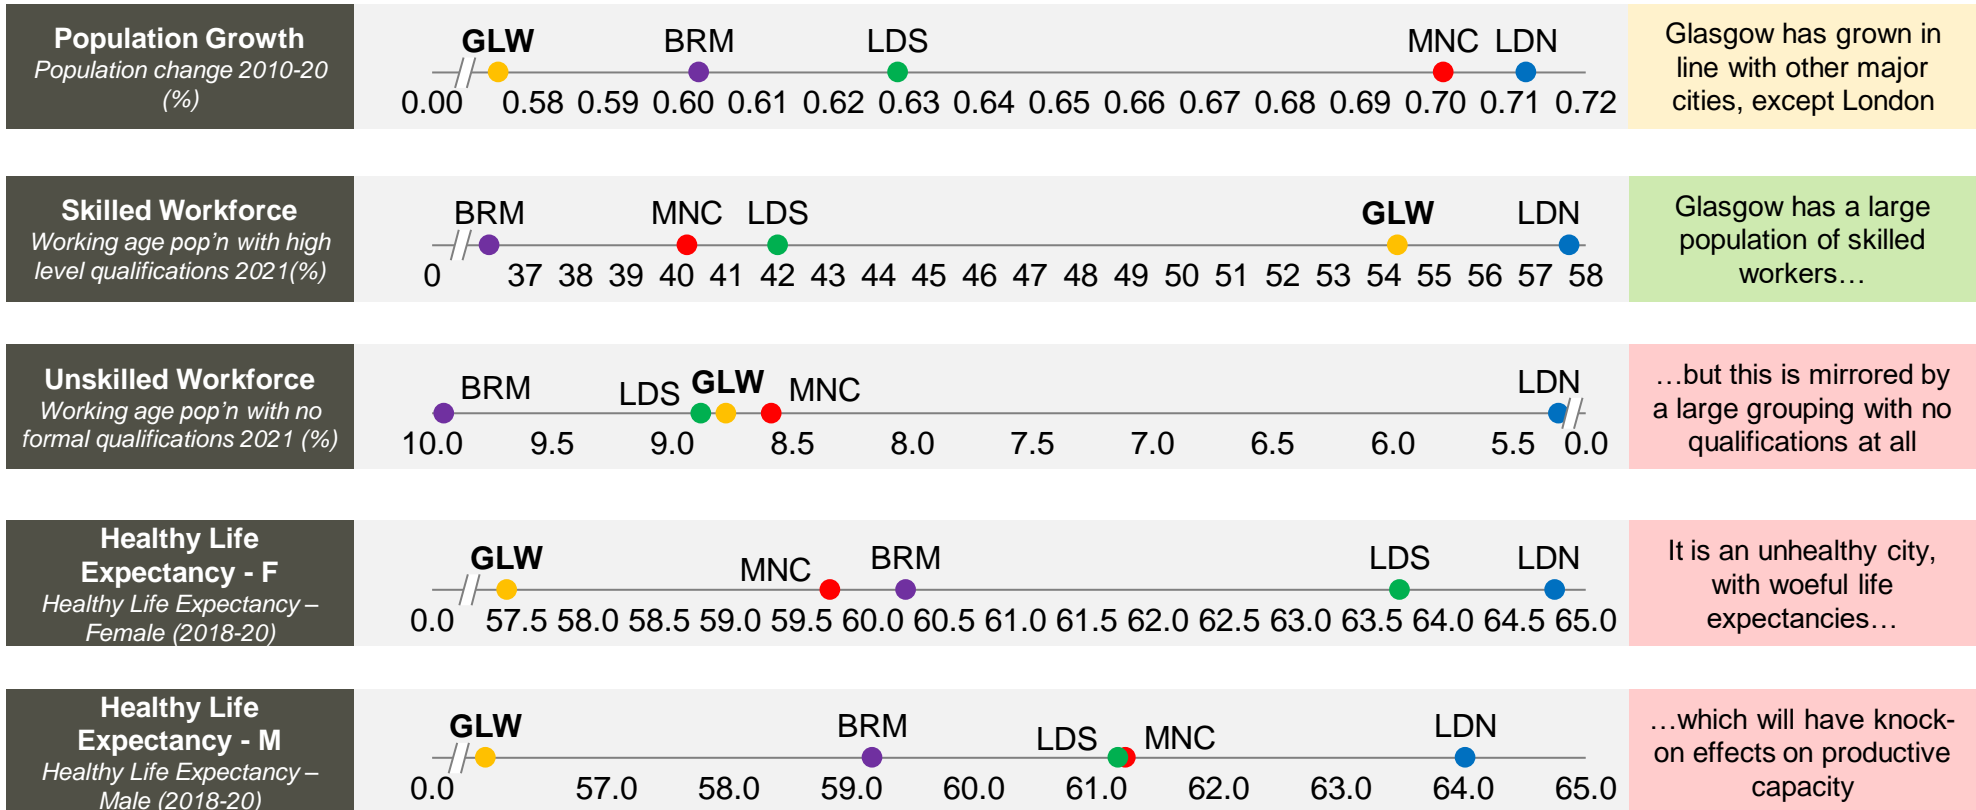 Population Growth
Population change 2010-20
(%)
GLW BRM LDS MNC LDN
0.00 0.58 0.59 0.60 0.61 0.62 0.63 0.64 0.65 0.66 0.67 0.68 0.69 0.70 0.71 0.72
Glasgow has grown in
line with other major
cities, except London
Skilled Workforce
Working age pop’n with high
level qualifications 2021(%)
BRM MNC LDS GLW LDN
0 37 38 39 40 41 42 43 44 45 46 47 48 49 50 51 52 53 54 55 56 57 58
Glasgow has a large
population of skilled
workers…
Unskilled Workforce
Working age pop’n with no
formal qualifications 2021 (%)
BRM LDS GLW MNC LDN
10.0 9.5 9.0 8.5 8.0 7.5 7.0 6.5 6.0 5.5 0.0
…but this is mirrored by
a large grouping with no
qualifications at all
Healthy Life
Expectancy - F
Healthy Life Expectancy –
Female (2018-20)
GLW MNC BRM LDS LDN
0.0 57.5 58.0 58.5 59.0 59.5 60.0 60.5 61.0 61.5 62.0 62.5 63.0 63.5 64.0 64.5 65.0
It is an unhealthy city,
with woeful life
expectancies…
Healthy Life
Expectancy - M
Healthy Life Expectancy –
Male (2018-20)
GLW BRM LDS MNC LDN
0.0 57.0 58.0 59.0 60.0 61.0 62.0 63.0 64.0 65.0
…which will have knock-
on effects on productive
capacity